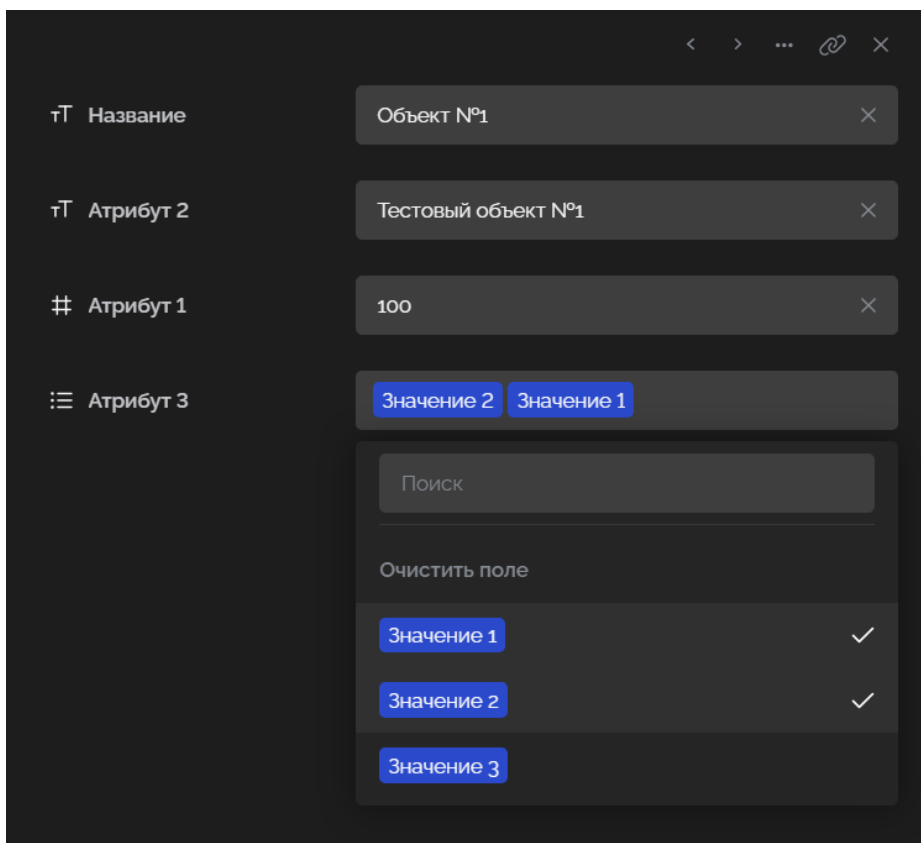 Название Объект №1
Атрибут 2 Тестовый объект №1
Атрибут 1 100
Атрибут 3 Значение 2 Значение 1
Поиск
Очистить поле
Значение 1
Значение 2
Значение 3